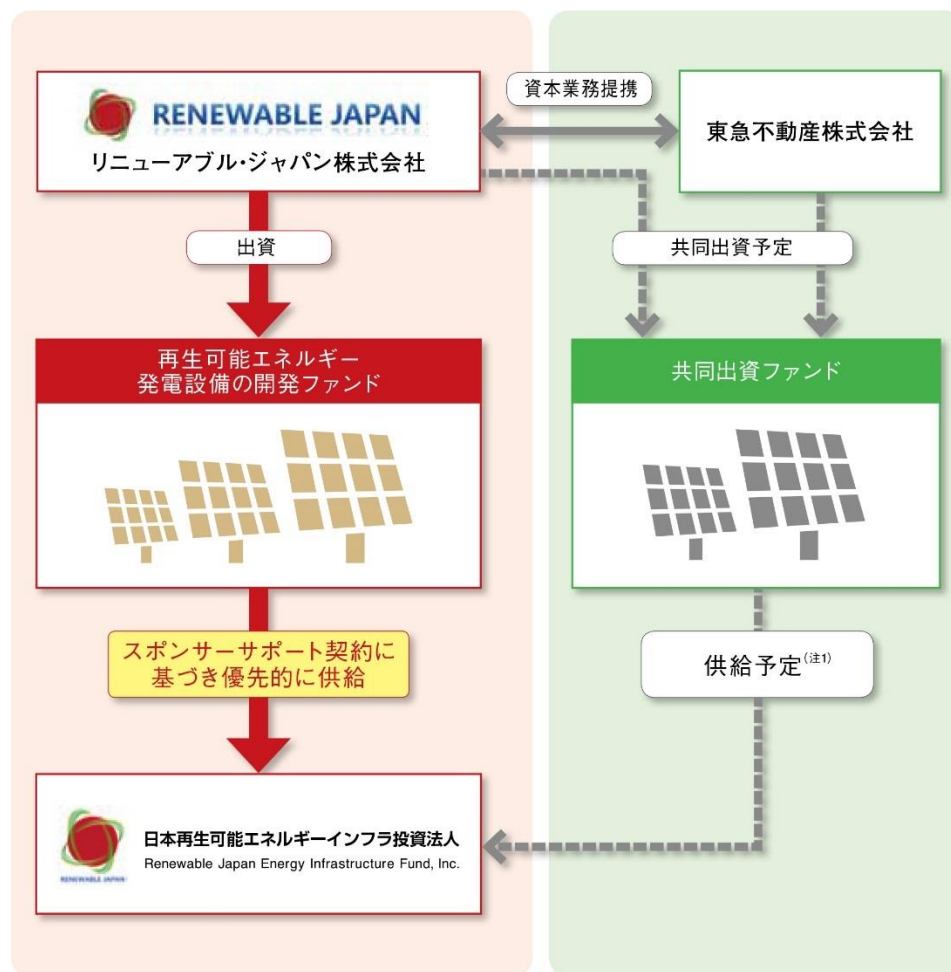 RENEWABLE JAPAN
リニューアブル・ジャパン株式会社
資本業務提携
東急不動産株式会社
出資
共同出資予定
再生可能エネルギー
発電設備の開発ファンド
共同出資ファンド
スポンサーサポート契約に
基づき優先的に供給
供給予定(注1)
日本再生可能エネルギーインフラ投資法人
Renewable Japan Energy Infrastructure Fund, Inc.
RENEWABLE JAPAN